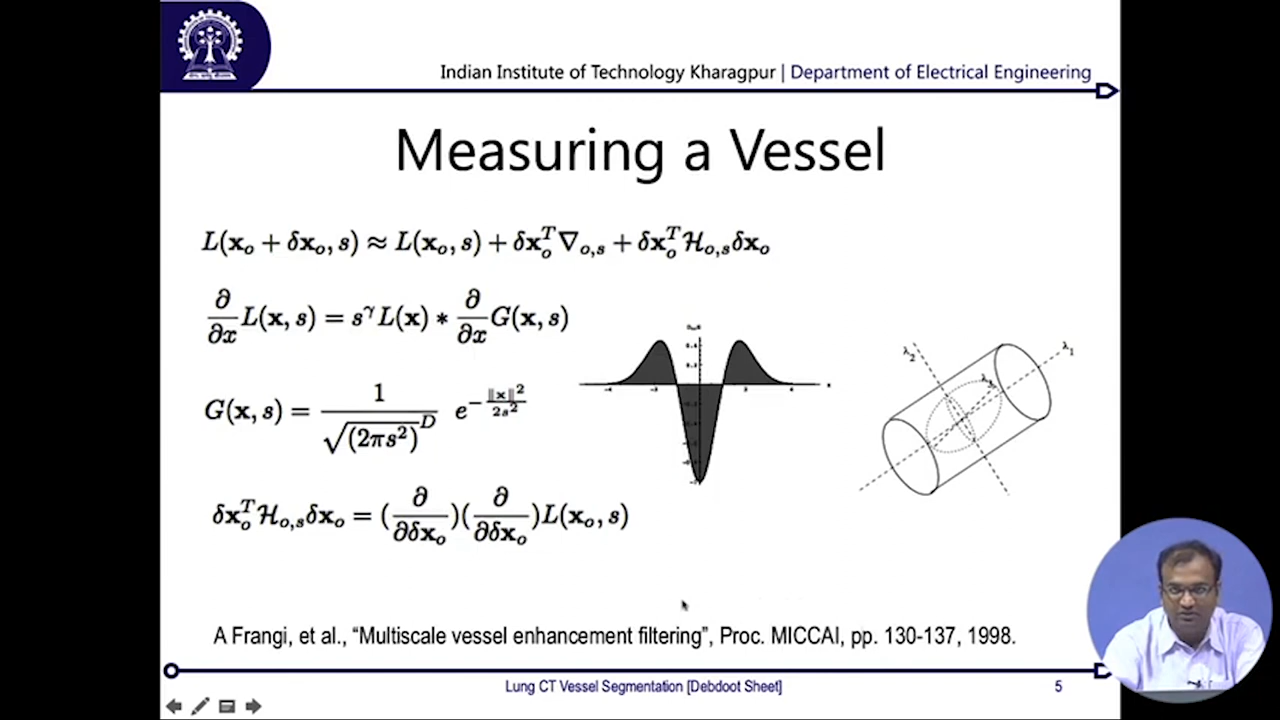 Indian Institute of Technology Kharagpur | Department of Electrical Engineering
Measuring a Vessel
L(𝐱ₒ + δ𝐱ₒ, s) ≈ L(𝐱ₒ, s) + δ𝐱ₒᵀ∇ₒ,ₛ + δ𝐱ₒᵀℋₒ,ₛδ𝐱ₒ
∂/∂x L(𝐱, s) = s^γ L(𝐱) ∗ ∂/∂x G(𝐱, s)
G(𝐱, s) = 1/√(2πs²)^D e^(−‖𝐱‖²/2s²)
δ𝐱ₒᵀℋₒ,ₛδ𝐱ₒ = (∂/∂δ𝐱ₒ)(∂/∂δ𝐱ₒ)L(𝐱ₒ, s)
λ₂
λ₁
A Frangi, et al., “Multiscale vessel enhancement filtering”, Proc. MICCAI, pp. 130-137, 1998.
Lung CT Vessel Segmentation [Debdoot Sheet]
5